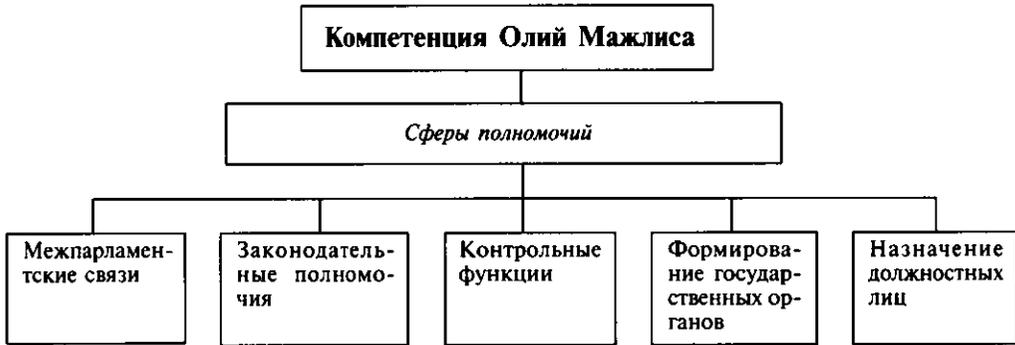 Компетенция Олий Мажлиса
Сферы полномочий
Межпарламен-
тские связи
Законодатель-
ные полномо-
чия
Контрольные
функции
Формирова-
ние государ-
ственных ор-
ганов
Назначение
должностных
лиц